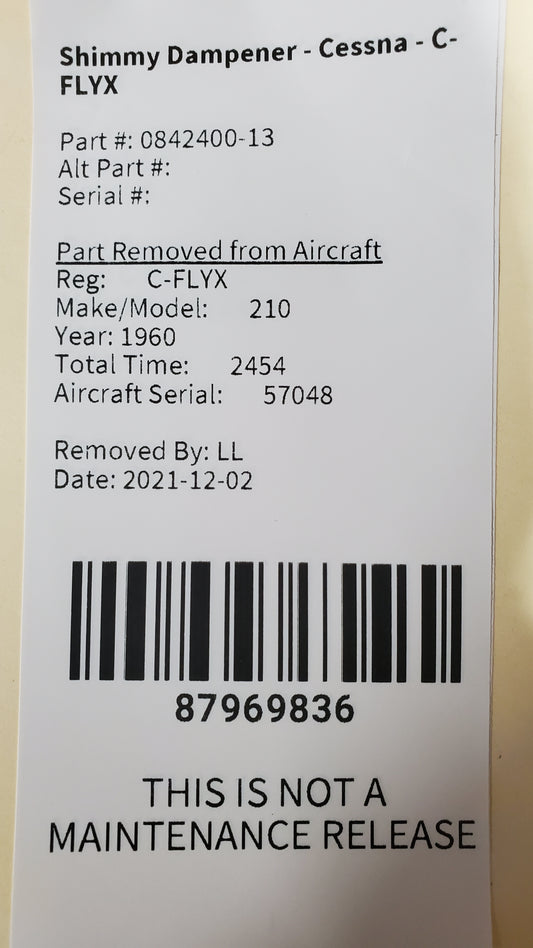 Shimmy Dampener - Cessna - C-
FLYX
Part #: 0842400-13
Alt Part #:
Serial #:
Part Removed from Aircraft
Reg: C-FLYX
Make/Model: 210
Year: 1960
Total Time: 2454
Aircraft Serial: 57048
Removed By: LL
Date: 2021-12-02
87969836
THIS IS NOT A
MAINTENANCE RELEASE